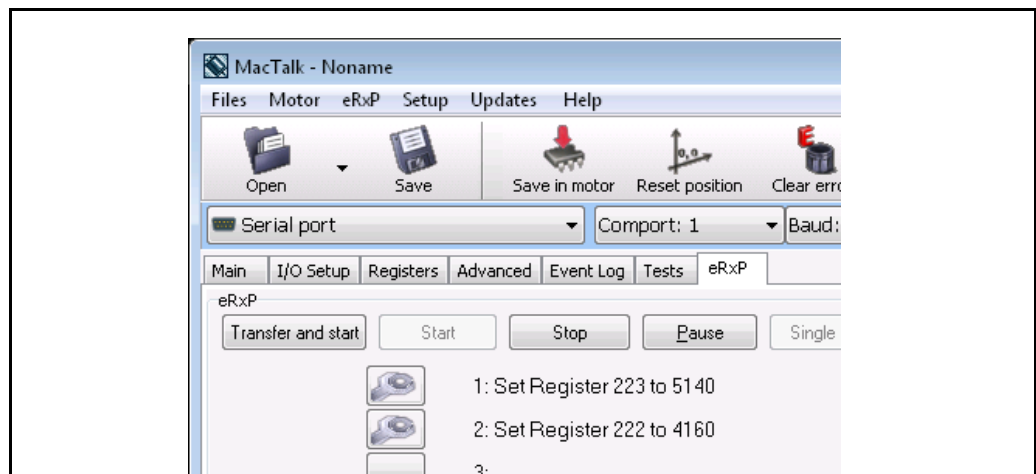 MacTalk - Noname
Files Motor eRxP Setup Updates Help
Open Save Save in motor Reset position Clear erro
Serial port Comport: 1 Baud:
Main I/O Setup Registers Advanced Event Log Tests eRxP
eRxP
Transfer and start Start Stop Pause Single
1: Set Register 223 to 5140
2: Set Register 222 to 4160
3: